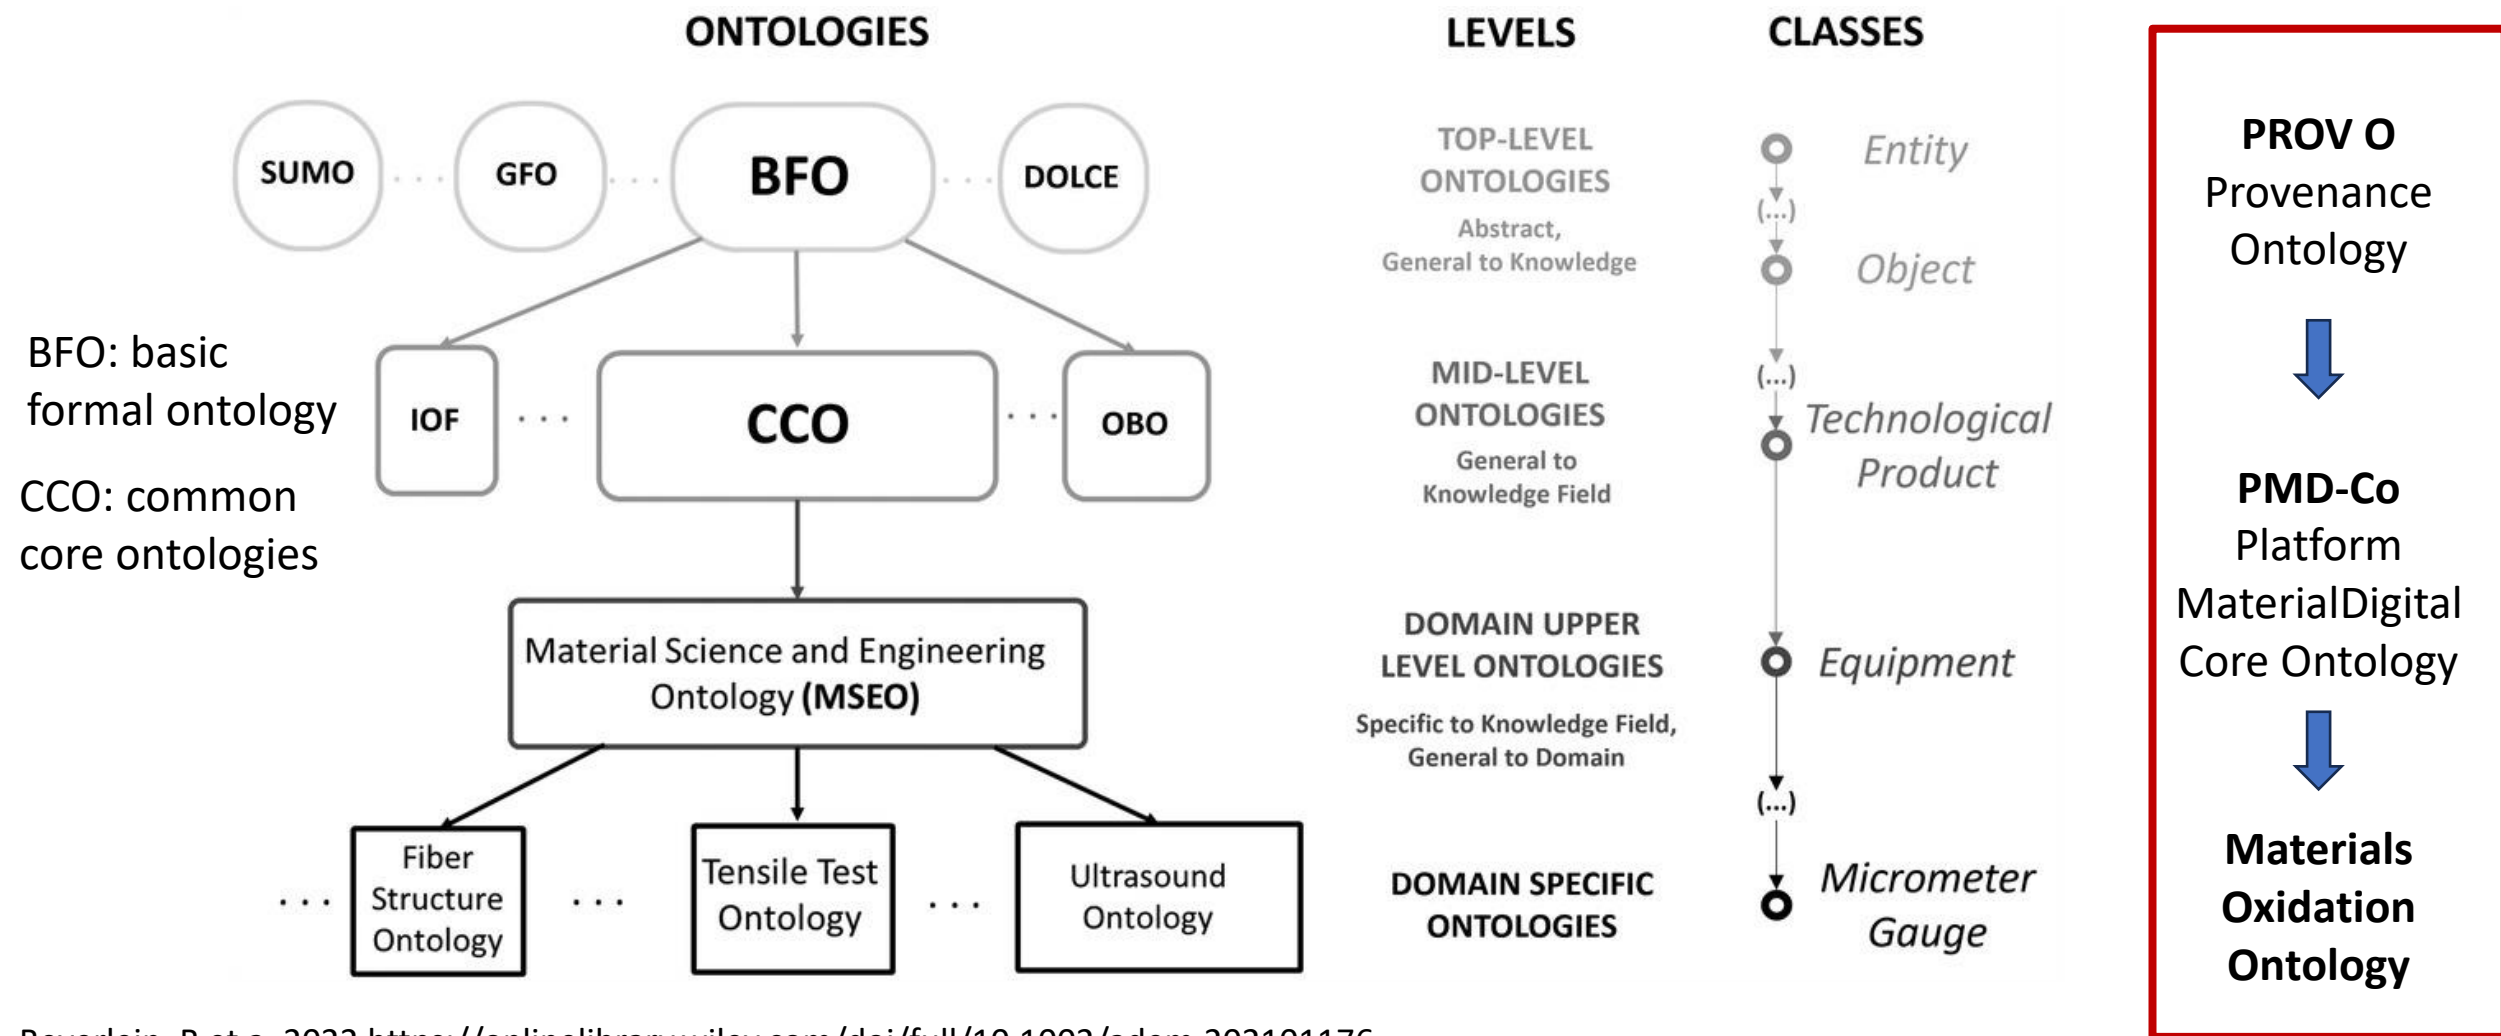 ONTOLOGIES
LEVELS
CLASSES
SUMO
GFO
BFO
DOLCE
TOP-LEVEL
ONTOLOGIES
Abstract,
General to Knowledge
Entity
(...)
Object
BFO: basic
formal ontology
CCO: common
core ontologies
IOF
CCO
OBO
MID-LEVEL
ONTOLOGIES
General to
Knowledge Field
(...)
Technological
Product
Material Science and Engineering
Ontology (MSEO)
DOMAIN UPPER
LEVEL ONTOLOGIES
Specific to Knowledge Field,
General to Domain
Equipment
(...)
Fiber
Structure
Ontology
Tensile Test
Ontology
Ultrasound
Ontology
DOMAIN SPECIFIC
ONTOLOGIES
Micrometer
Gauge
PROV O
Provenance
Ontology
PMD-Co
Platform
MaterialDigital
Core Ontology
Materials
Oxidation
Ontology